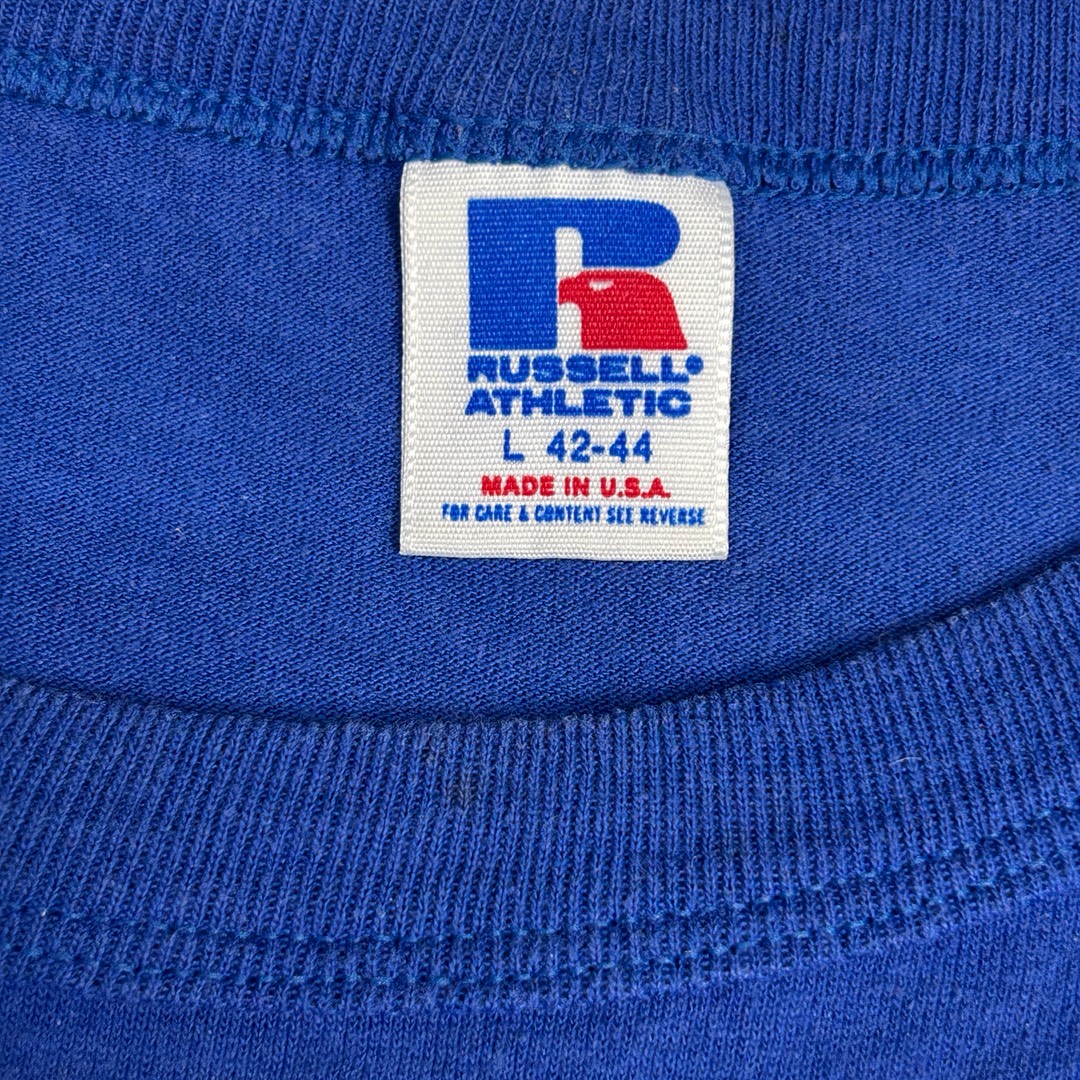 R
RUSSELL®
ATHLETIC
L 42-44
MADE IN U.S.A.
FOR CARE & CONTENT SEE REVERSE